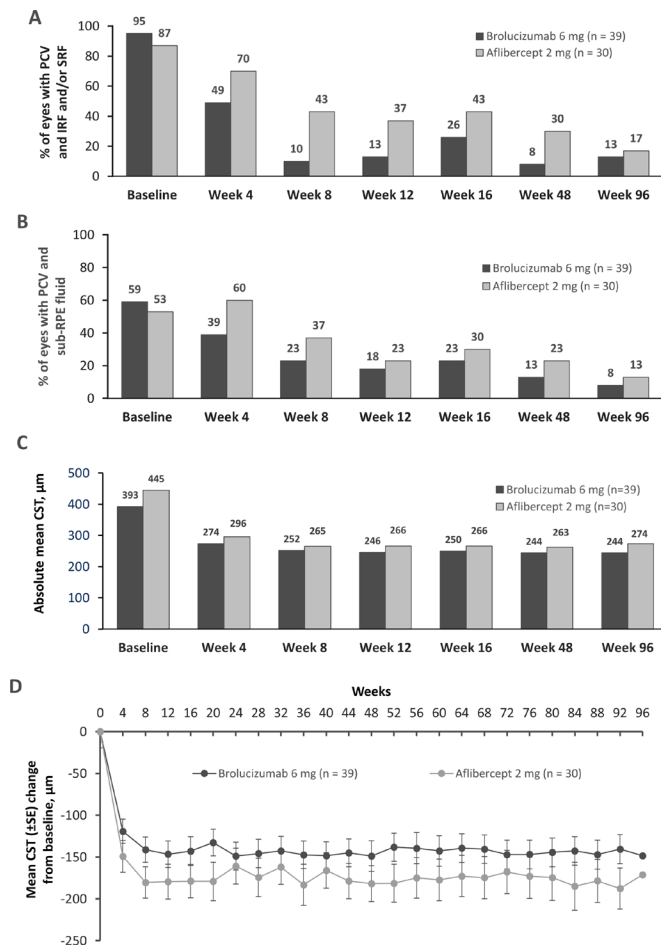 A
% of eyes with PCV
and IRF and/or SRF
100
80
60
40
20
0
95
87
49
70
10
43
13
37
26
43
8
30
13
17
Brolucizumab 6 mg (n = 39)
Aflibercept 2 mg (n = 30)
Baseline Week 4 Week 8 Week 12 Week 16 Week 48 Week 96
B
% of eyes with PCV and
sub-RPE fluid
100
80
60
40
20
0
59
53
39
60
23
37
18
23
23
30
13
23
8
13
Brolucizumab 6 mg (n = 39)
Aflibercept 2 mg (n = 30)
Baseline Week 4 Week 8 Week 12 Week 16 Week 48 Week 96
C
Absolute mean CST, µm
500
400
300
200
100
0
393
445
274
296
252
265
246
266
250
266
244
263
244
274
Brolucizumab 6 mg (n=39)
Aflibercept 2 mg (n=30)
Baseline Week 4 Week 8 Week 12 Week 16 Week 48 Week 96
D
Weeks
0 4 8 12 16 20 24 28 32 36 40 44 48 52 56 60 64 68 72 76 80 84 88 92 96
Mean CST (±SE) change
from baseline, µm
0
-50
-100
-150
-200
-250
Brolucizumab 6 mg (n = 39)
Aflibercept 2 mg (n = 30)